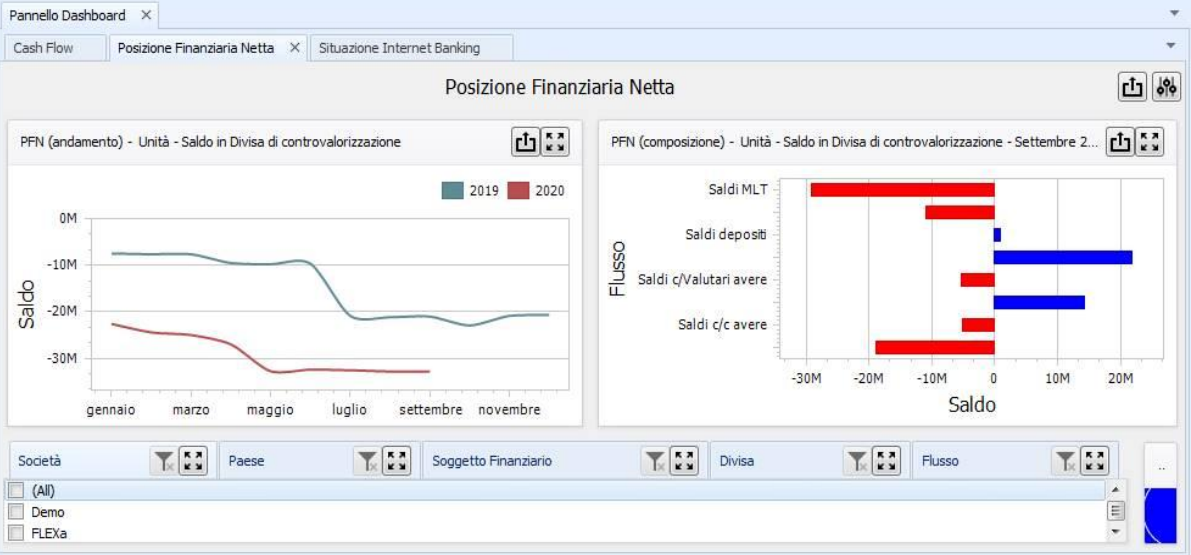 Pannello Dashboard
Cash Flow Posizione Finanziaria Netta Situazione Internet Banking
Posizione Finanziaria Netta
PFN (andamento) - Unità - Saldo in Divisa di controvalorizzazione
2019 2020
0M
-10M
-20M
-30M
Saldo
gennaio marzo maggio luglio settembre novembre
PFN (composizione) - Unità - Saldo in Divisa di controvalorizzazione - Settembre 2...
Saldi MLT
Saldi depositi
Saldi c/Valutari avere
Saldi c/c avere
Flusso
-30M -20M -10M 0 10M 20M
Saldo
Società Paese Soggetto Finanziario Divisa Flusso ..
(All)
Demo
FLEXa